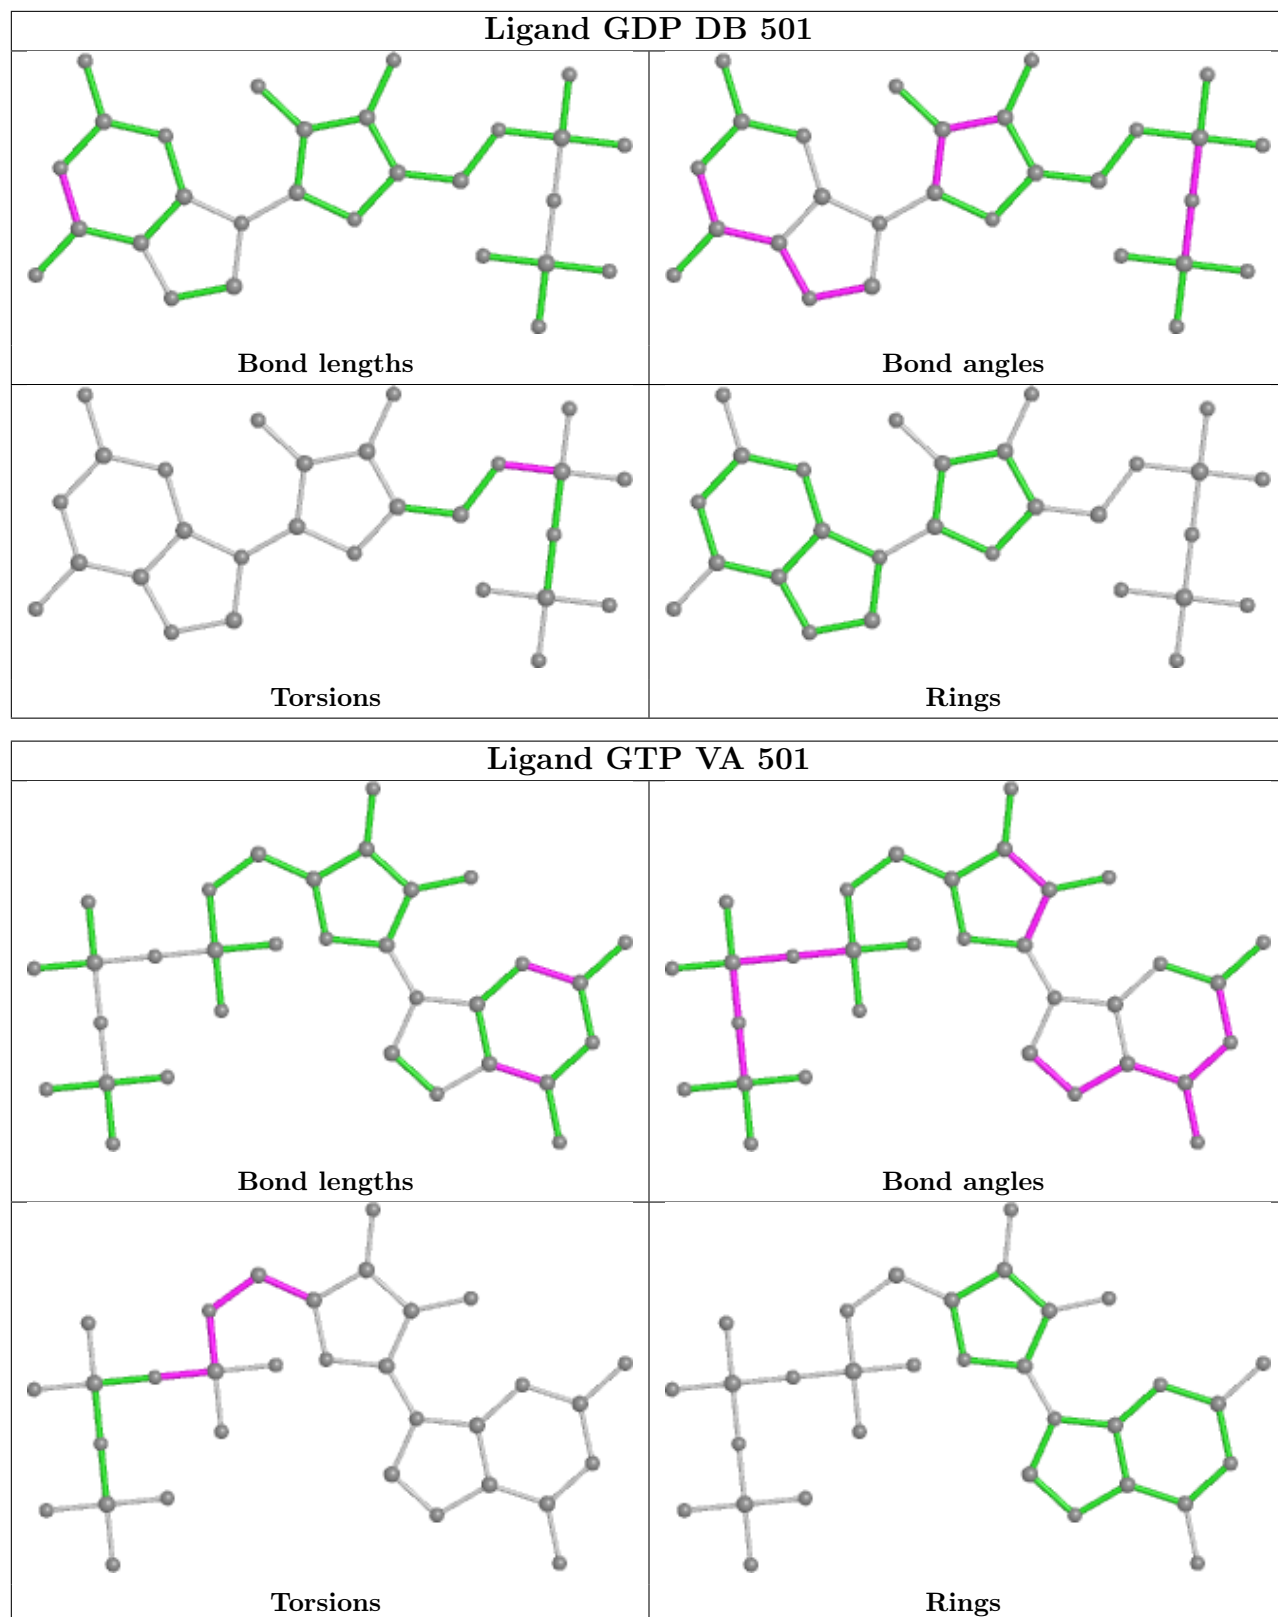 Ligand GDP DB 501
Bond lengths
Bond angles
Torsions
Rings
Ligand GTP VA 501
Bond lengths
Bond angles
Torsions
Rings